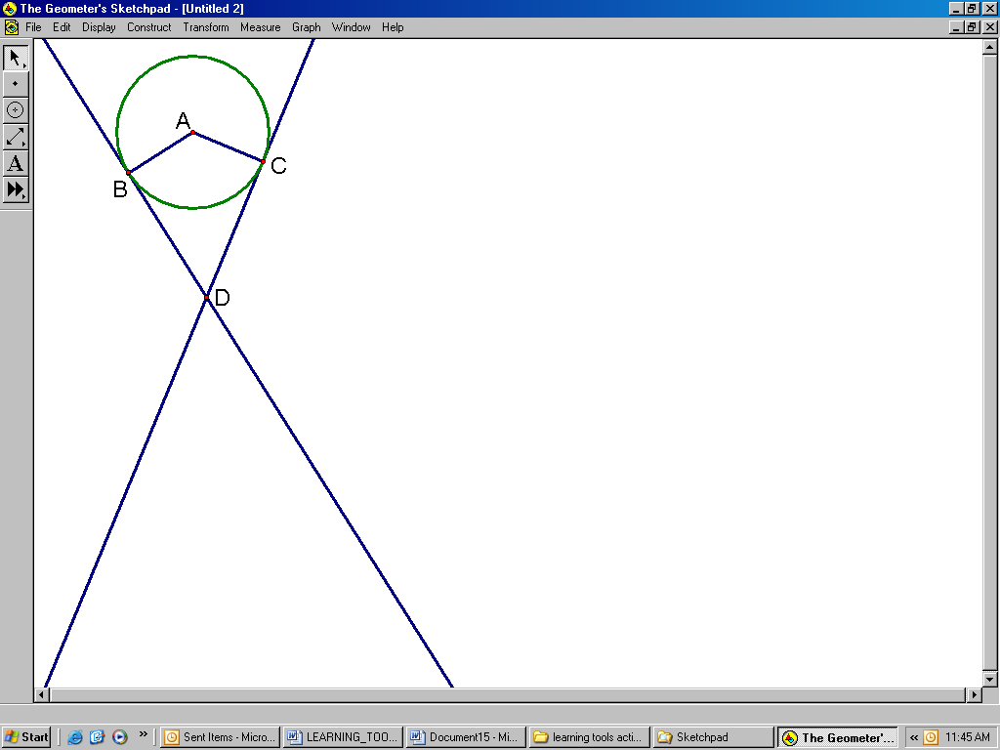 The Geometer's Sketchpad - [Untitled 2]
File Edit Display Construct Transform Measure Graph Window Help
A
A
C
B
D
Start » Sent Items - Micro... LEARNING_TOO... Document15 - Mi... learning tools acti... Sketchpad The Geometer'... « 11:45 AM